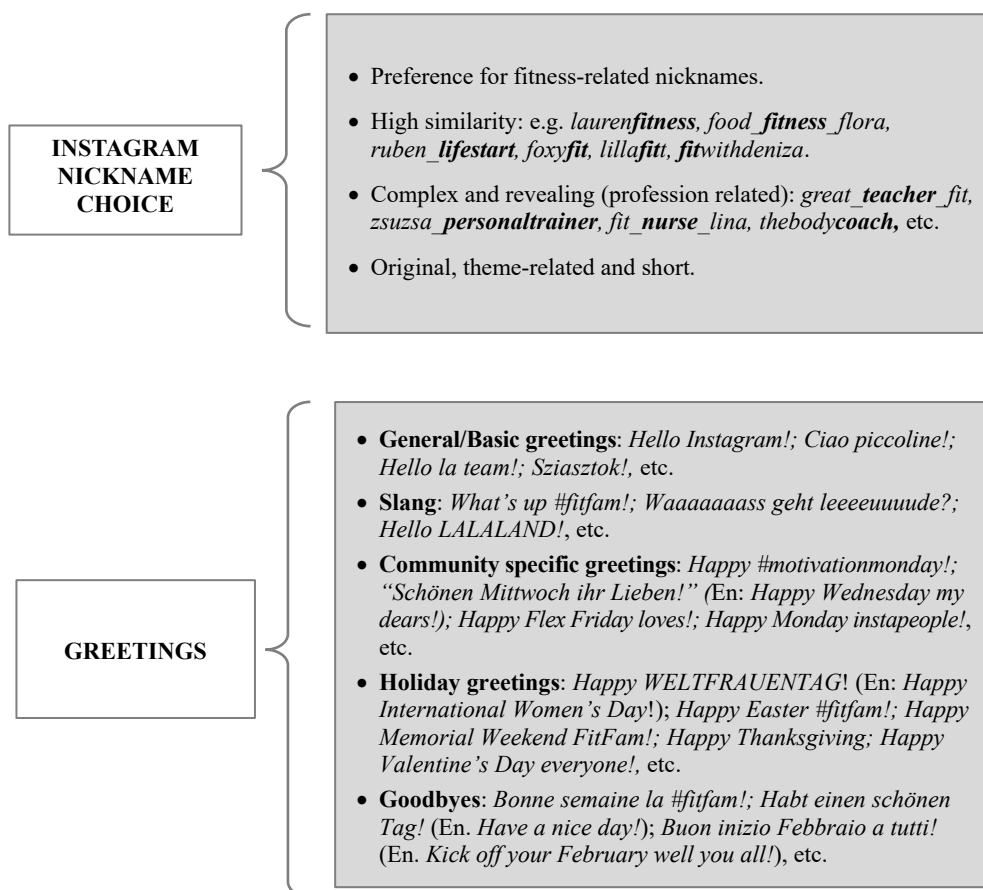 INSTAGRAM
NICKNAME
CHOICE
• Preference for fitness-related nicknames.
• High similarity: e.g. laurenfitness, food_fitness_flora,
ruben_lifestart, foxyfit, lillafitt, fitwithdeniza.
• Complex and revealing (profession related): great_teacher_fit,
zsuzsa_personaltrainer, fit_nurse_lina, thebodycoach, etc.
• Original, theme-related and short.
GREETINGS
• General/Basic greetings: Hello Instagram!; Ciao piccoline!;
Hello la team!; Sziasztok!, etc.
• Slang: What’s up #fitfam!; Waaaaaaass geht leeeeuuuude?;
Hello LALALAND!, etc.
• Community specific greetings: Happy #motivationmonday!;
“Schönen Mittwoch ihr Lieben!” (En: Happy Wednesday my
dears!); Happy Flex Friday loves!; Happy Monday instapeople!,
etc.
• Holiday greetings: Happy WELTFRAUENTAG! (En: Happy
International Women’s Day!); Happy Easter #fitfam!; Happy
Memorial Weekend FitFam!; Happy Thanksgiving; Happy
Valentine’s Day everyone!, etc.
• Goodbyes: Bonne semaine la #fitfam!; Habt einen schönen
Tag! (En. Have a nice day!); Buon inizio Febbraio a tutti!
(En. Kick off your February well you all!), etc.